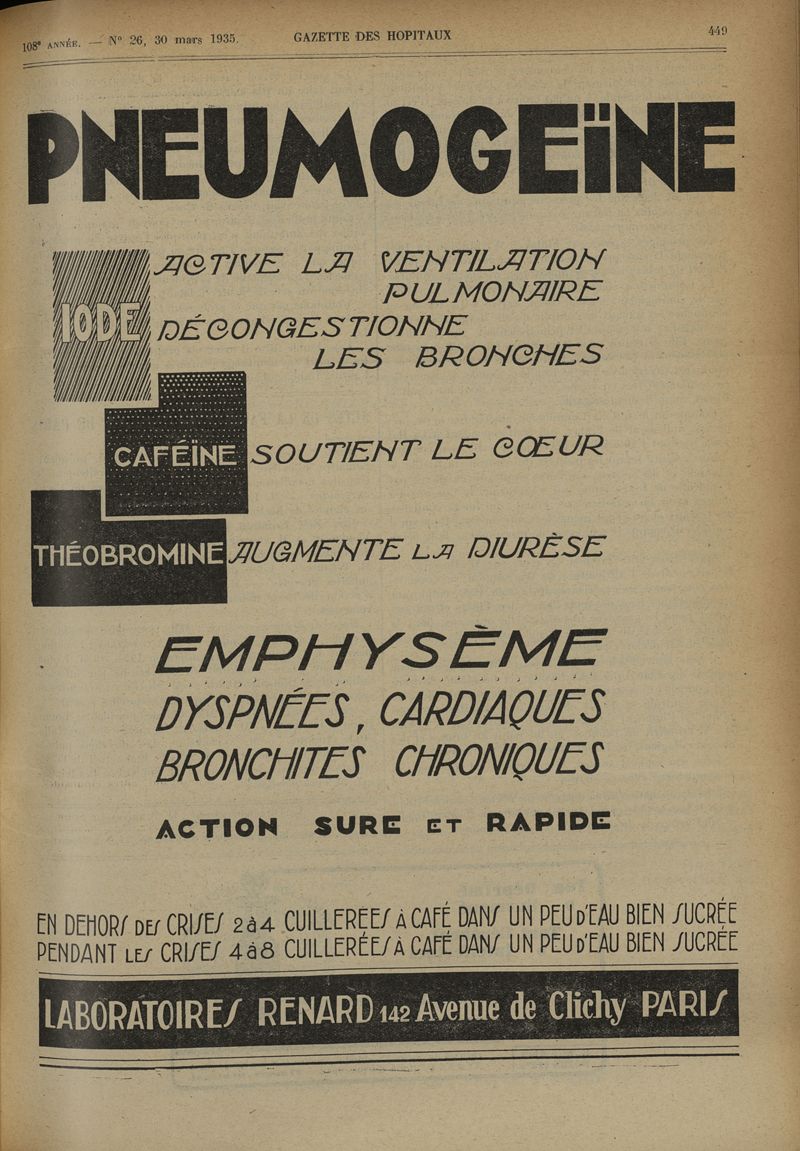 108e ANNÉE. — N° 26, 30 mars 1935. GAZETTE DES HOPITAUX 449
PNEUMOGEÏNE
IODE
ACTIVE LA VENTILATION
PULMONAIRE
DÉCONGESTIONNE
LES BRONCHES
CAFÉÏNE SOUTIENT LE CŒUR
THÉOBROMINE AUGMENTE LA DIURÈSE
EMPHYSÈME
DYSPNÉES, CARDIAQUES
BRONCHITES CHRONIQUES
ACTION SURE ET RAPIDE
EN DEHORS DES CRISES 2 à 4 CUILLERÉES À CAFÉ DANS UN PEU D'EAU BIEN SUCRÉE
PENDANT LES CRISES 4 à 8 CUILLERÉES À CAFÉ DANS UN PEU D'EAU BIEN SUCRÉE
LABORATOIRES RENARD 142 Avenue de Clichy PARIS